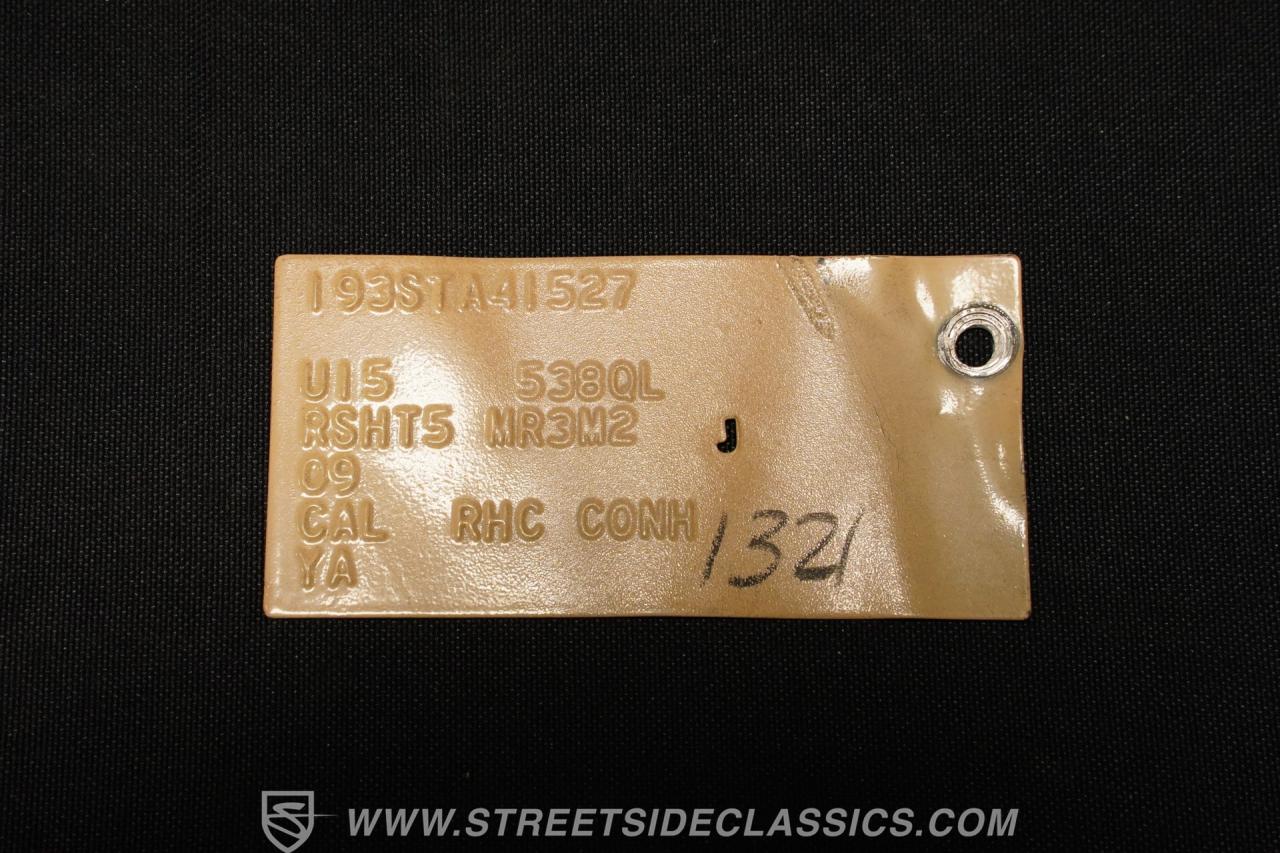 193STA41527
U15 538QL
RSHT5 MR3M2 J
09
CAL RHC CONH
YA 1321
WWW.STREETSIDECLASSICS.COM